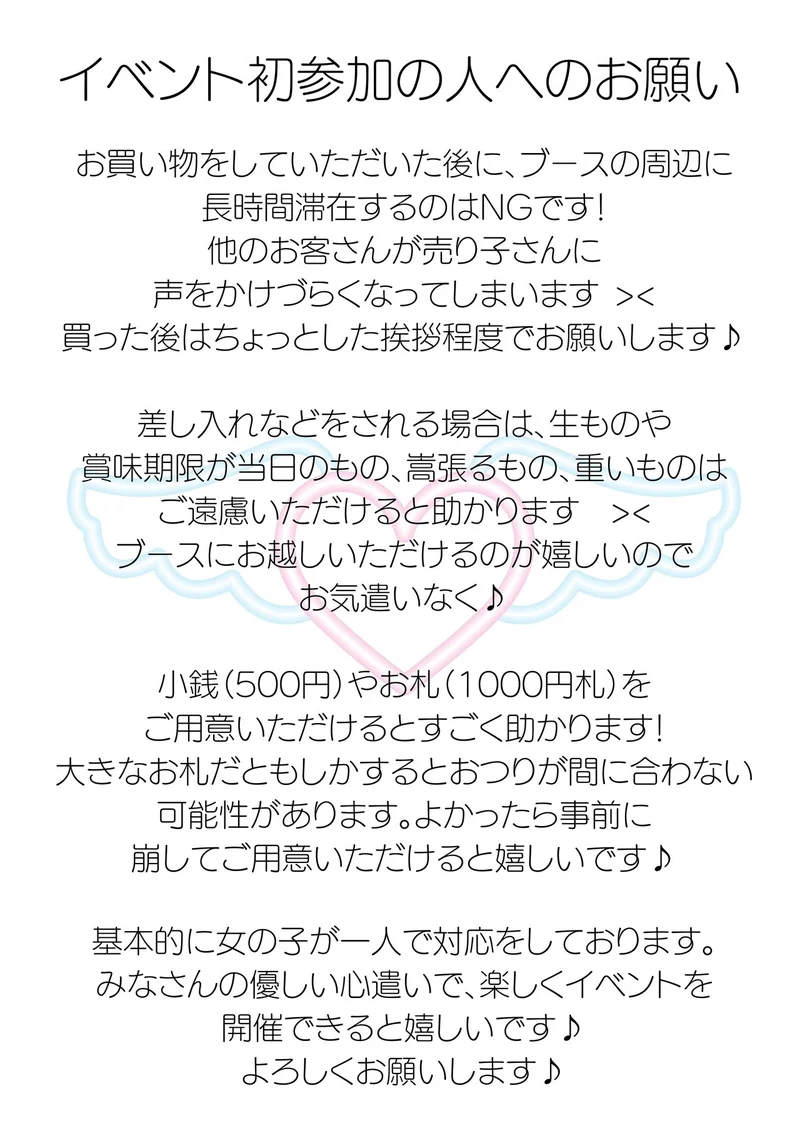 イベント初参加の人へのお願い
お買い物をしていただいた後に、ブースの周辺に
長時間滞在するのはNGです！
他のお客さんが売り子さんに
声をかけづらくなってしまいます ><
買った後はちょっとした挨拶程度でお願いします♪
差し入れなどをされる場合は、生ものや
賞味期限が当日のもの、嵩張るもの、重いものは
ご遠慮いただけると助かります　><
ブースにお越しいただけるのが嬉しいので
お気遣いなく♪
小銭（500円）やお札（1000円札）を
ご用意いただけるとすごく助かります！
大きなお札だともしかするとおつりが間に合わない
可能性があります。よかったら事前に
崩してご用意いただけると嬉しいです♪
基本的に女の子が一人で対応をしております。
みなさんの優しい心遣いで、楽しくイベントを
開催できると嬉しいです♪
よろしくお願いします♪